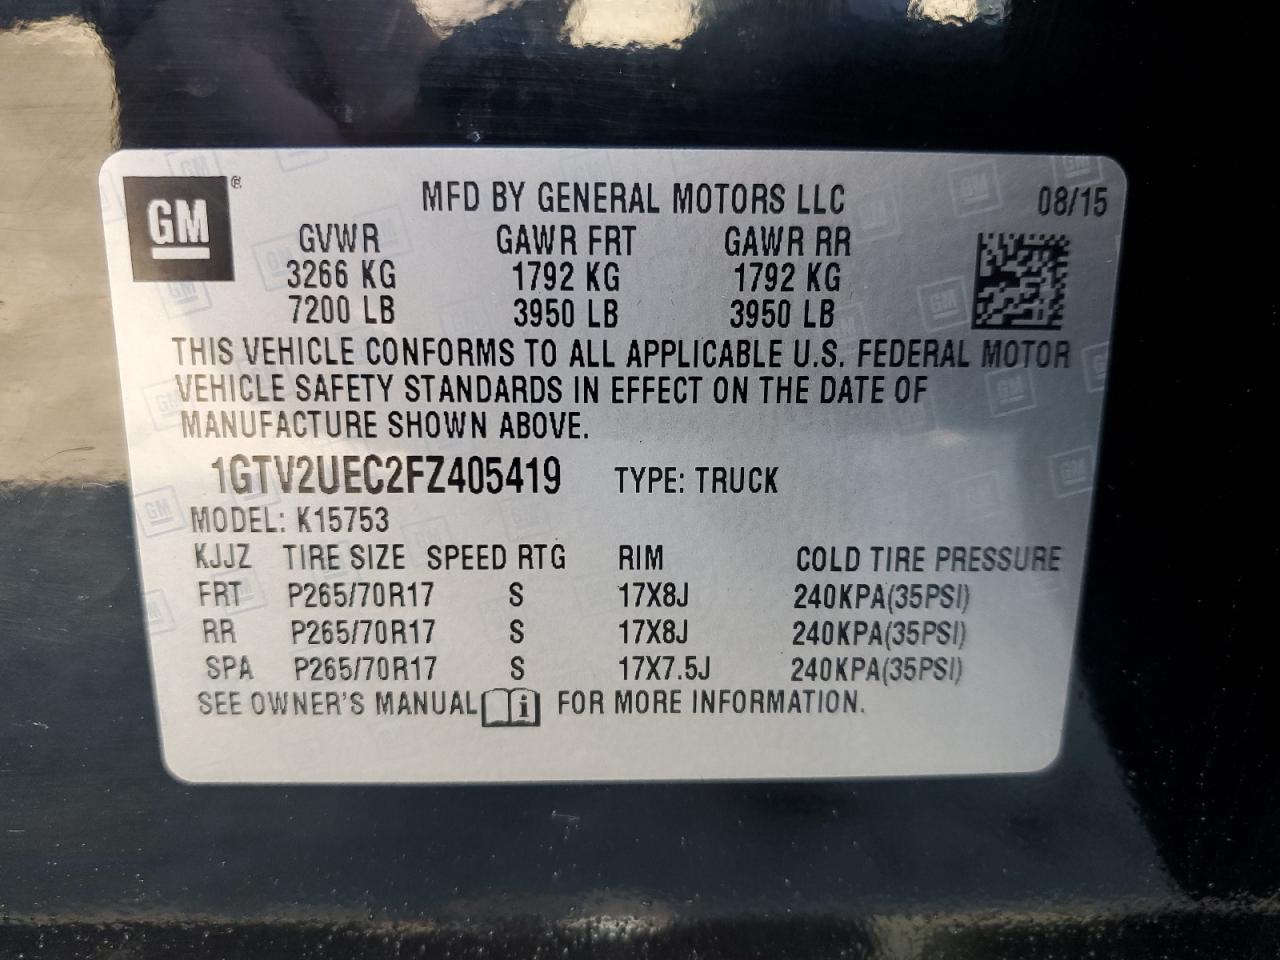 GM ® MFD BY GENERAL MOTORS LLC 08/15
GVWR GAWR FRT GAWR RR
3266 KG 1792 KG 1792 KG
7200 LB 3950 LB 3950 LB
THIS VEHICLE CONFORMS TO ALL APPLICABLE U.S. FEDERAL MOTOR
VEHICLE SAFETY STANDARDS IN EFFECT ON THE DATE OF
MANUFACTURE SHOWN ABOVE.
1GTV2UEC2FZ405419 TYPE: TRUCK
MODEL: K15753
KJJZ TIRE SIZE SPEED RTG RIM COLD TIRE PRESSURE
FRT P265/70R17 S 17X8J 240KPA(35PSI)
RR P265/70R17 S 17X8J 240KPA(35PSI)
SPA P265/70R17 S 17X7.5J 240KPA(35PSI)
SEE OWNER'S MANUAL i FOR MORE INFORMATION.